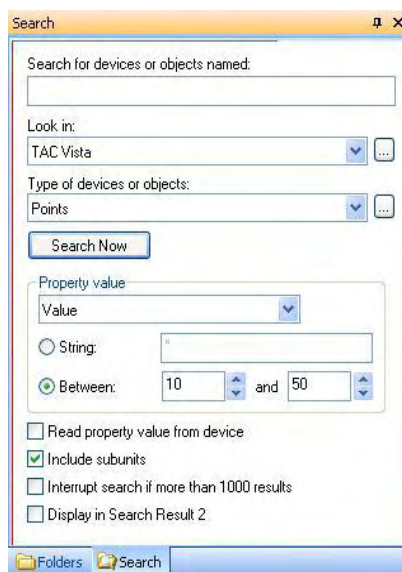 Search
Search for devices or objects named:
Look in:
TAC Vista
...
Type of devices or objects:
Points
...
Search Now
Property value
Value
String: *
Between: 10 and 50
Read property value from device
Include subunits
Interrupt search if more than 1000 results
Display in Search Result 2
Folders Search